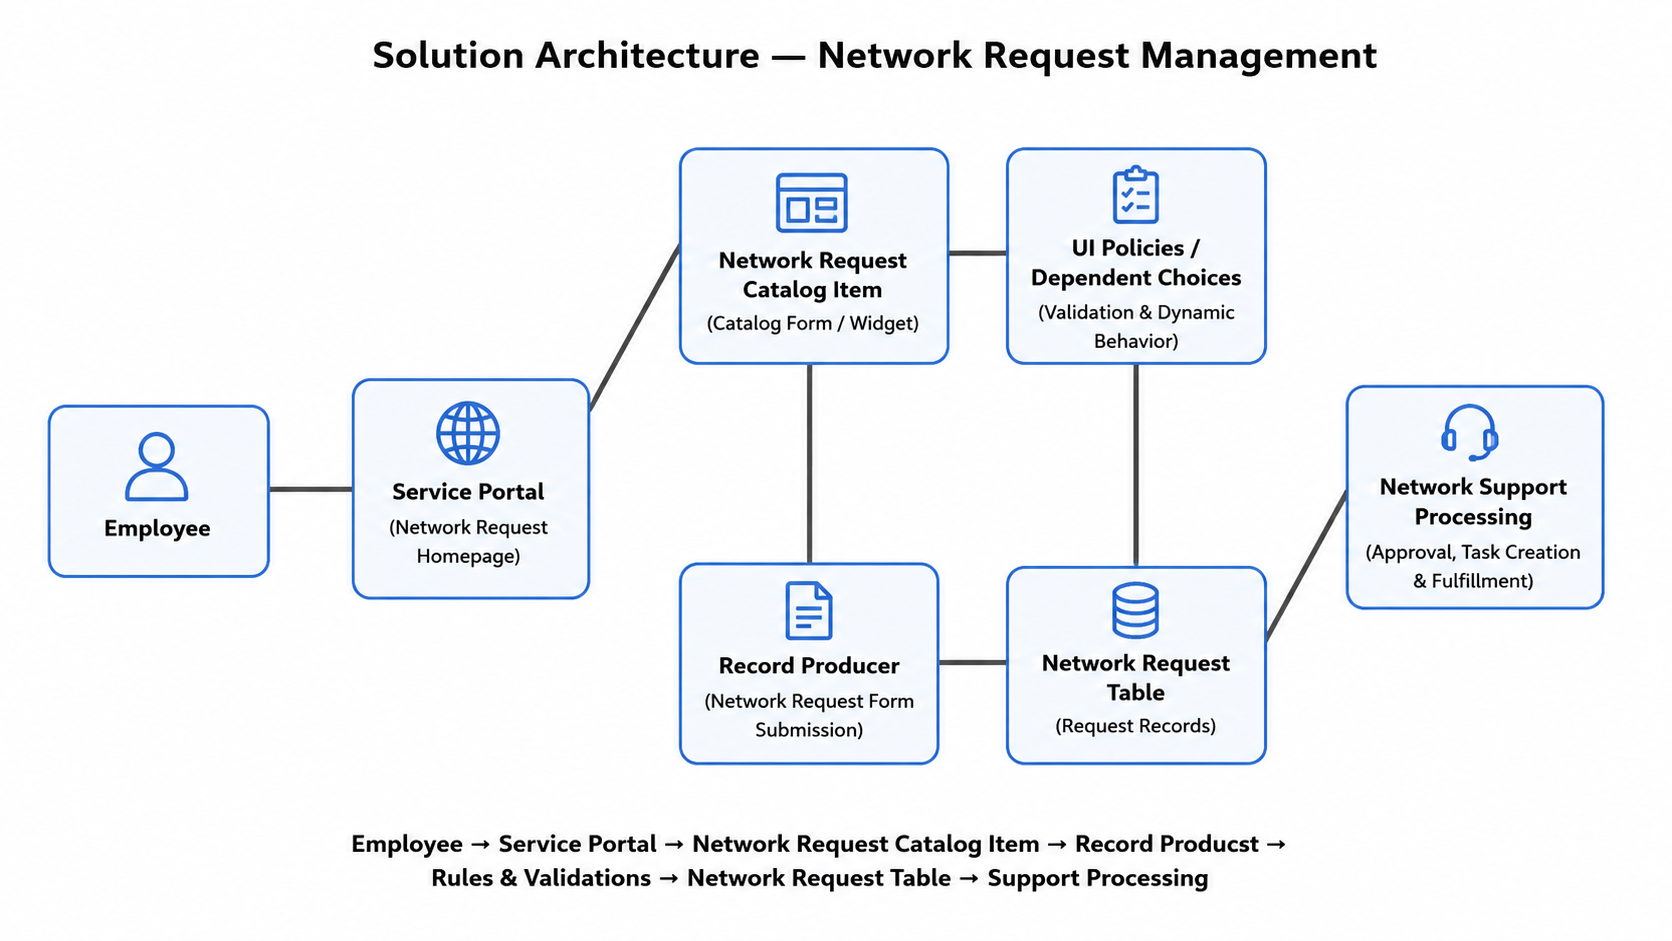 Solution Architecture — Network Request Management
Employee
Service Portal
(Network Request
Homepage)
Network Request
Catalog Item
(Catalog Form / Widget)
UI Policies /
Dependent Choices
(Validation & Dynamic
Behavior)
Record Producer
(Network Request Form
Submission)
Network Request
Table
(Request Records)
Network Support
Processing
(Approval, Task Creation
& Fulfillment)
Employee → Service Portal → Network Request Catalog Item → Record Producst →
Rules & Validations → Network Request Table → Support Processing